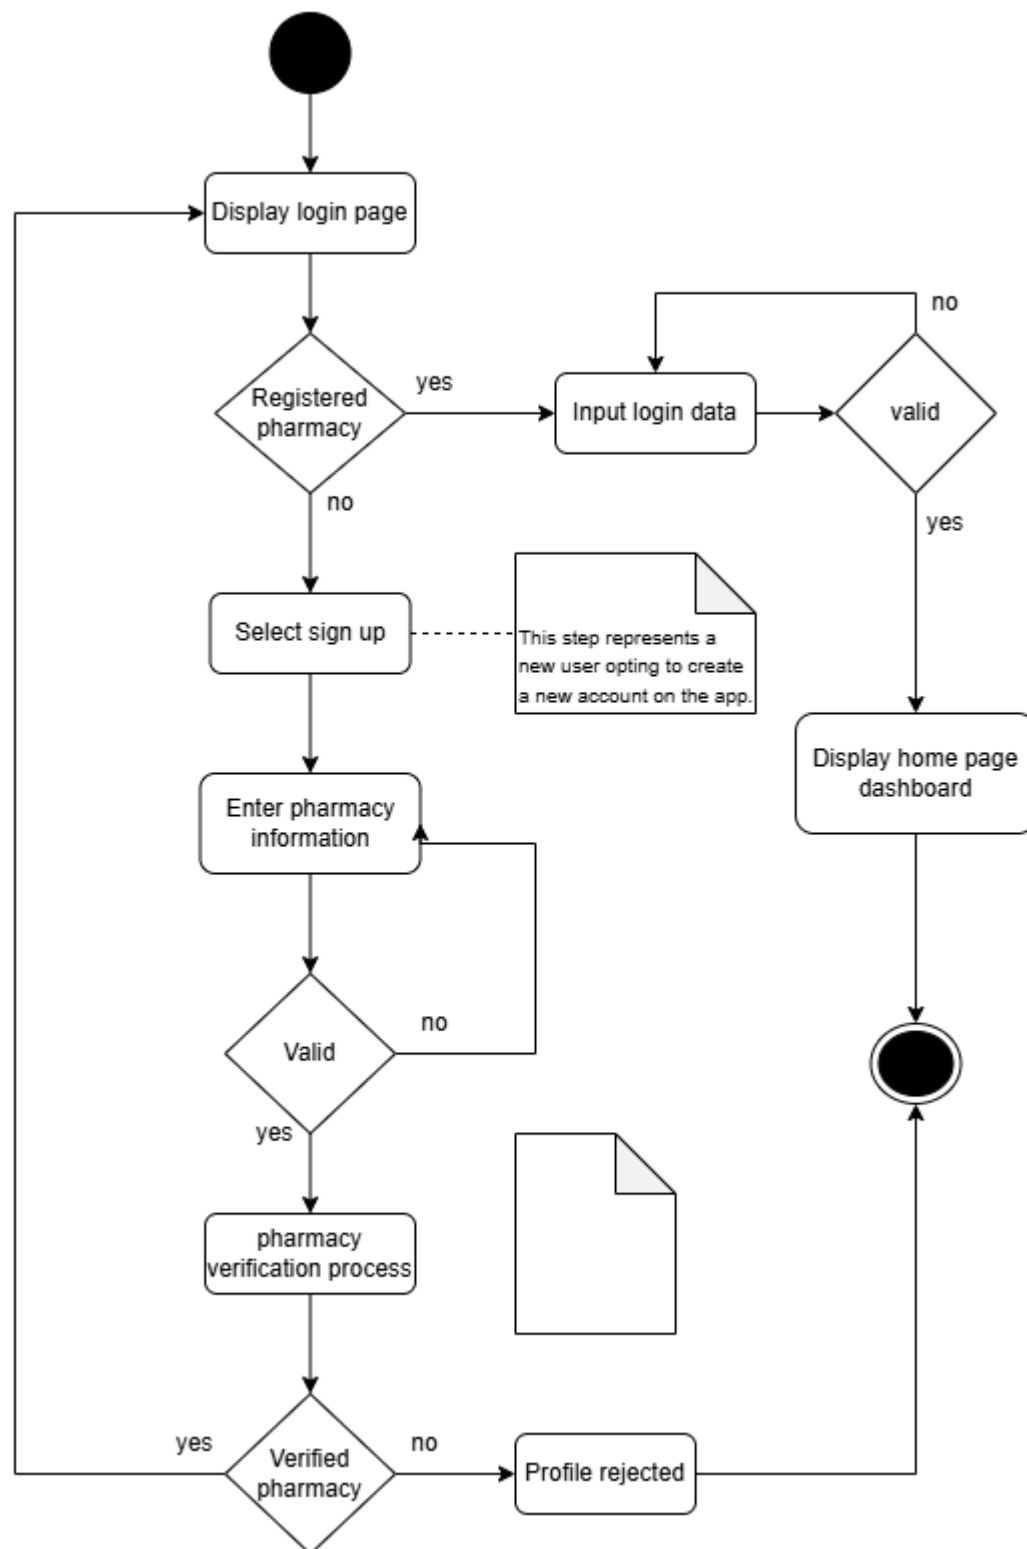 Display login page
no
yes
Registered
pharmacy
Input login data
valid
no
yes
Select sign up
This step represents a
new user opting to create
a new account on the app.
Display home page
dashboard
Enter pharmacy
information
no
Valid
yes
pharmacy
verification process
yes
no
Verified
pharmacy
Profile rejected